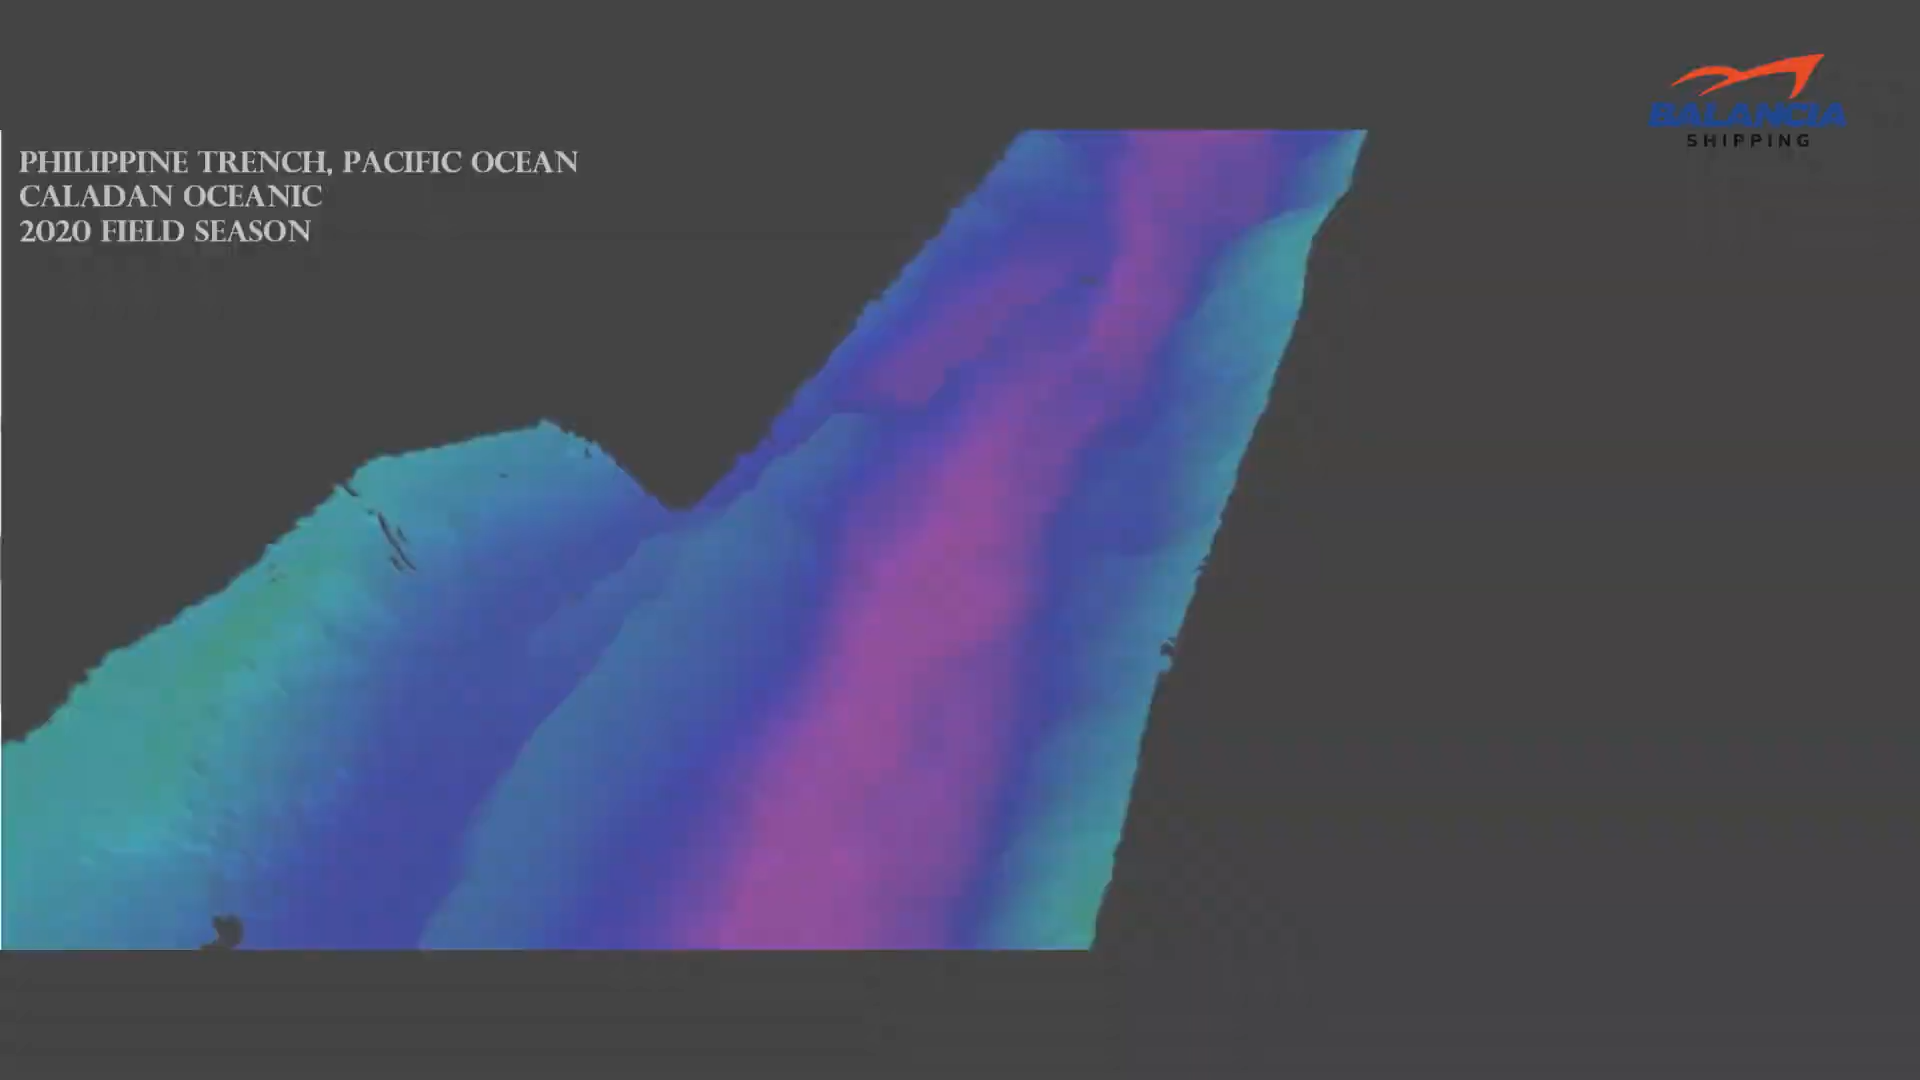 PHILIPPINE TRENCH, PACIFIC OCEAN
CALADAN OCEANIC
2020 FIELD SEASON
BALANCIA
SHIPPING